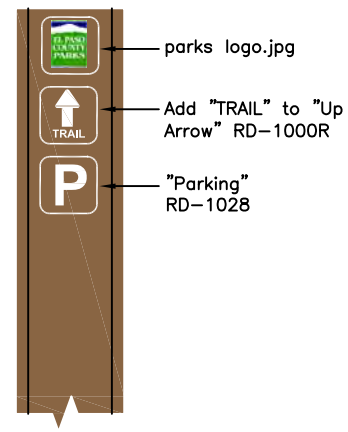 EL PASO
COUNTY
PARKS
parks logo.jpg
TRAIL
Add "TRAIL" to "Up
Arrow" RD-1000R
P
"Parking"
RD-1028